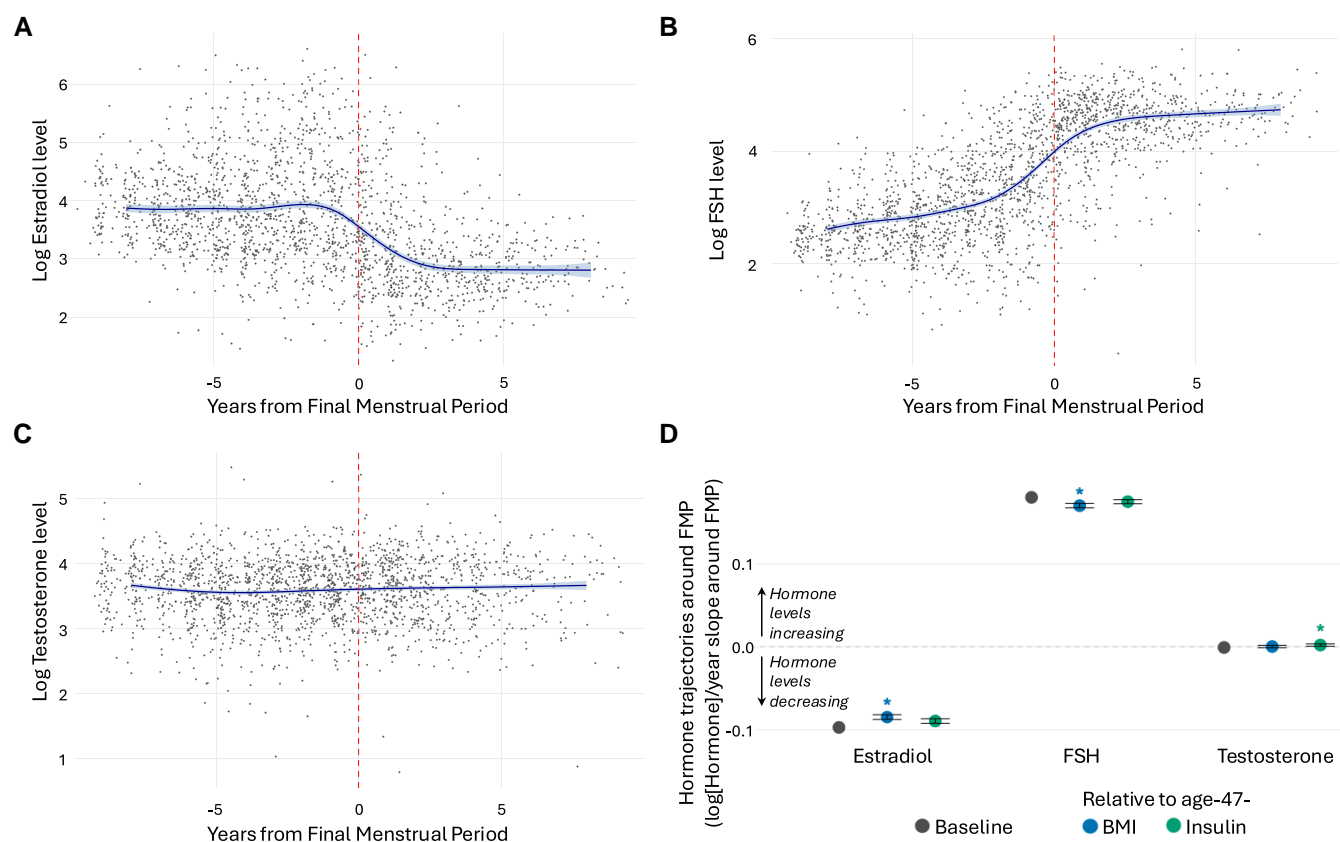 A
Log Estradiol level
6
5
4
3
2
-5
0
5
Years from Final Menstrual Period
B
Log FSH level
6
4
2
-5
0
5
Years from Final Menstrual Period
C
Log Testosterone level
5
4
3
2
1
-5
0
5
Years from Final Menstrual Period
D
Hormone trajectories around FMP
(log[Hormone]/year slope around FMP)
0.1
0.0
-0.1
Hormone
levels
increasing
Hormone
levels
decreasing
*
*
*
Estradiol
FSH
Testosterone
Relative to age-47-
Baseline
BMI
Insulin